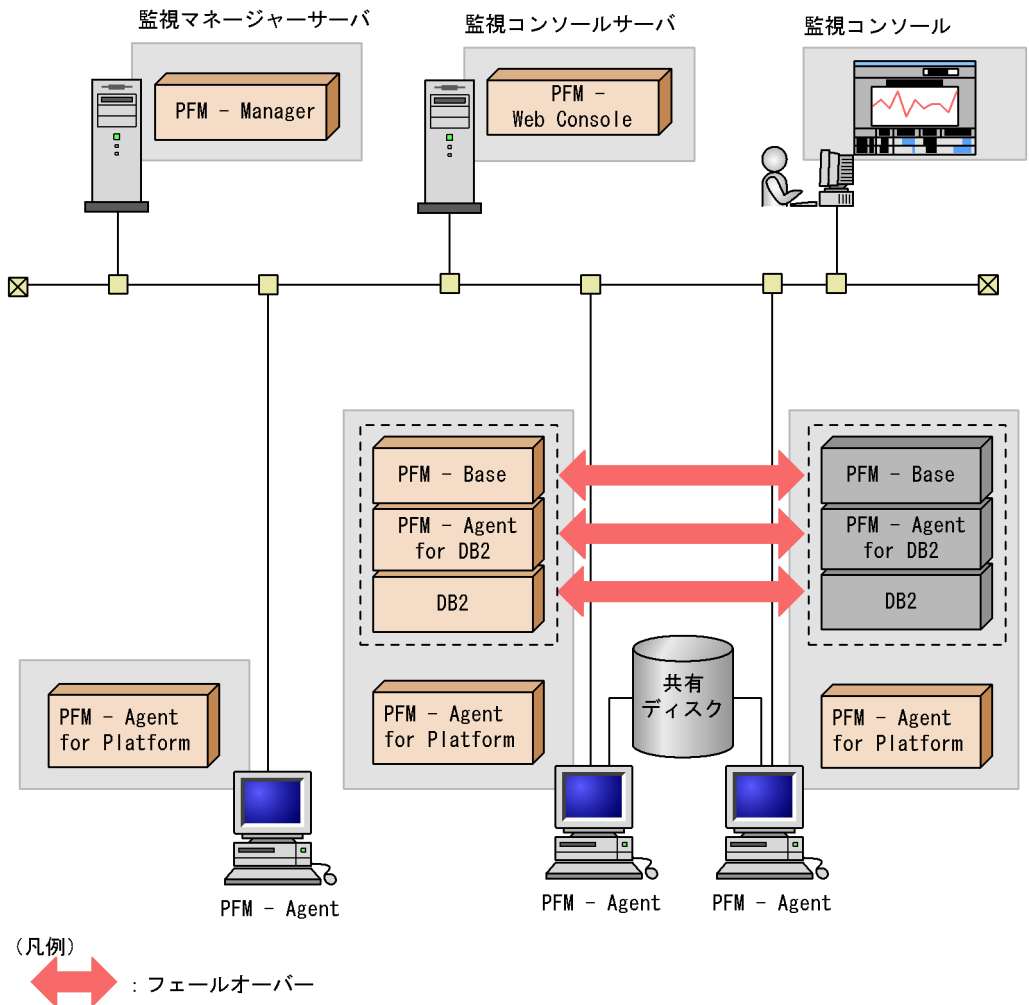 監視マネージャーサーバ
監視コンソールサーバ
監視コンソール
PFM - Manager
PFM -
Web Console
PFM - Base
PFM - Agent
for DB2
DB2
PFM - Base
PFM - Agent
for DB2
DB2
共有
ディスク
PFM - Agent
for Platform
PFM - Agent
for Platform
PFM - Agent
for Platform
PFM - Agent
PFM - Agent
PFM - Agent
(凡例)
: フェールオーバー